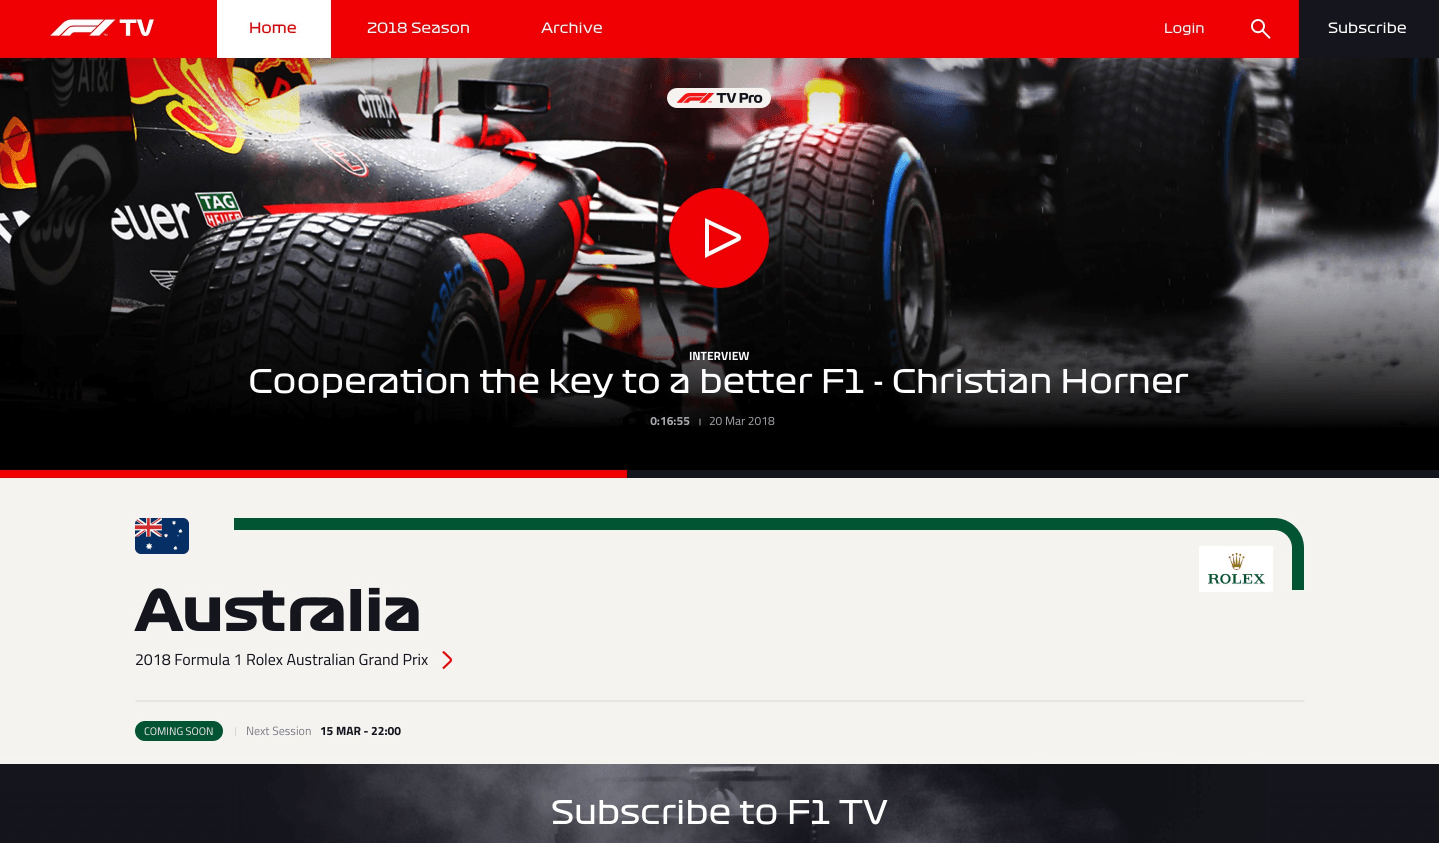 F1 TV
Home
2018 Season
Archive
Login
Subscribe
AT&T
CITRIX
F1 TV Pro
euer
TAG
HEUER
INTERVIEW
Cooperation the key to a better F1 - Christian Horner
0:16:55 | 20 Mar 2018
ROLEX
Australia
2018 Formula 1 Rolex Australian Grand Prix
COMING SOON | Next Session 15 MAR - 22:00
Subscribe to F1 TV